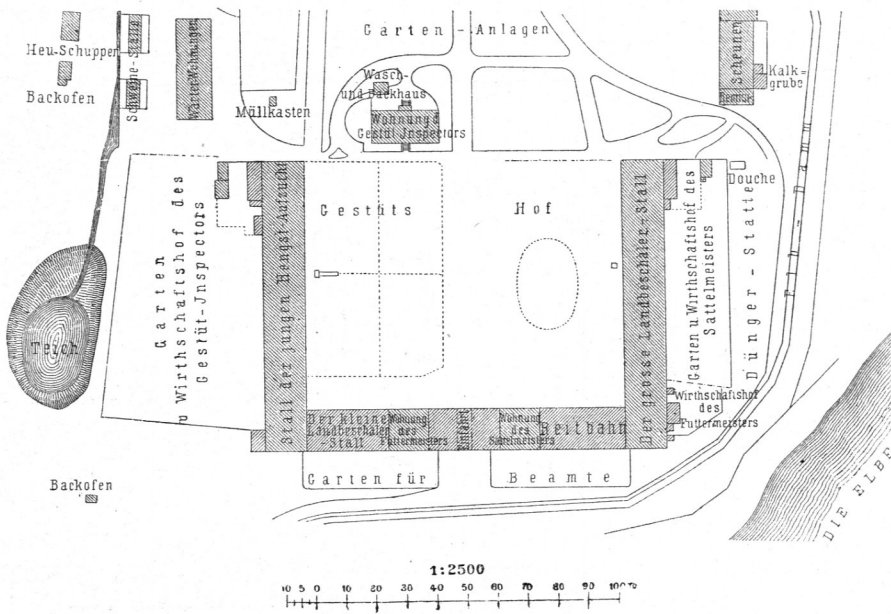 Garten - Anlagen
Heu-Schuppen
Backofen
Schweine-Ställe
Wärter-Wohnungen
Müllkasten
Wasch-
und Backhaus
Wohnung d.
Gestüt-Jnspectors
Scheunen
Kalk=
grube
Douche
Garten
u Wirthschaftshof des
Gestüt-Jnspectors
Stall der jungen Hengst-Aufzucht
Gestüts Hof
Der grosse Landbeschäler-Stall
Garten u Wirthschaftshof des
Sattelmeisters
Dünger-Stätte
Teich
Wirthschaftshof
des
Futtermeisters
Der kleine
Landbeschäler
-Stall
Wohnung
des
Futtermeisters
Einfahrt
Wohnung
des
Sattelmeisters
Reitbahn
Garten für Beamte
Backofen
DIE ELBE
1:2500
10 5 0 10 20 30 40 50 60 70 80 90 100 m